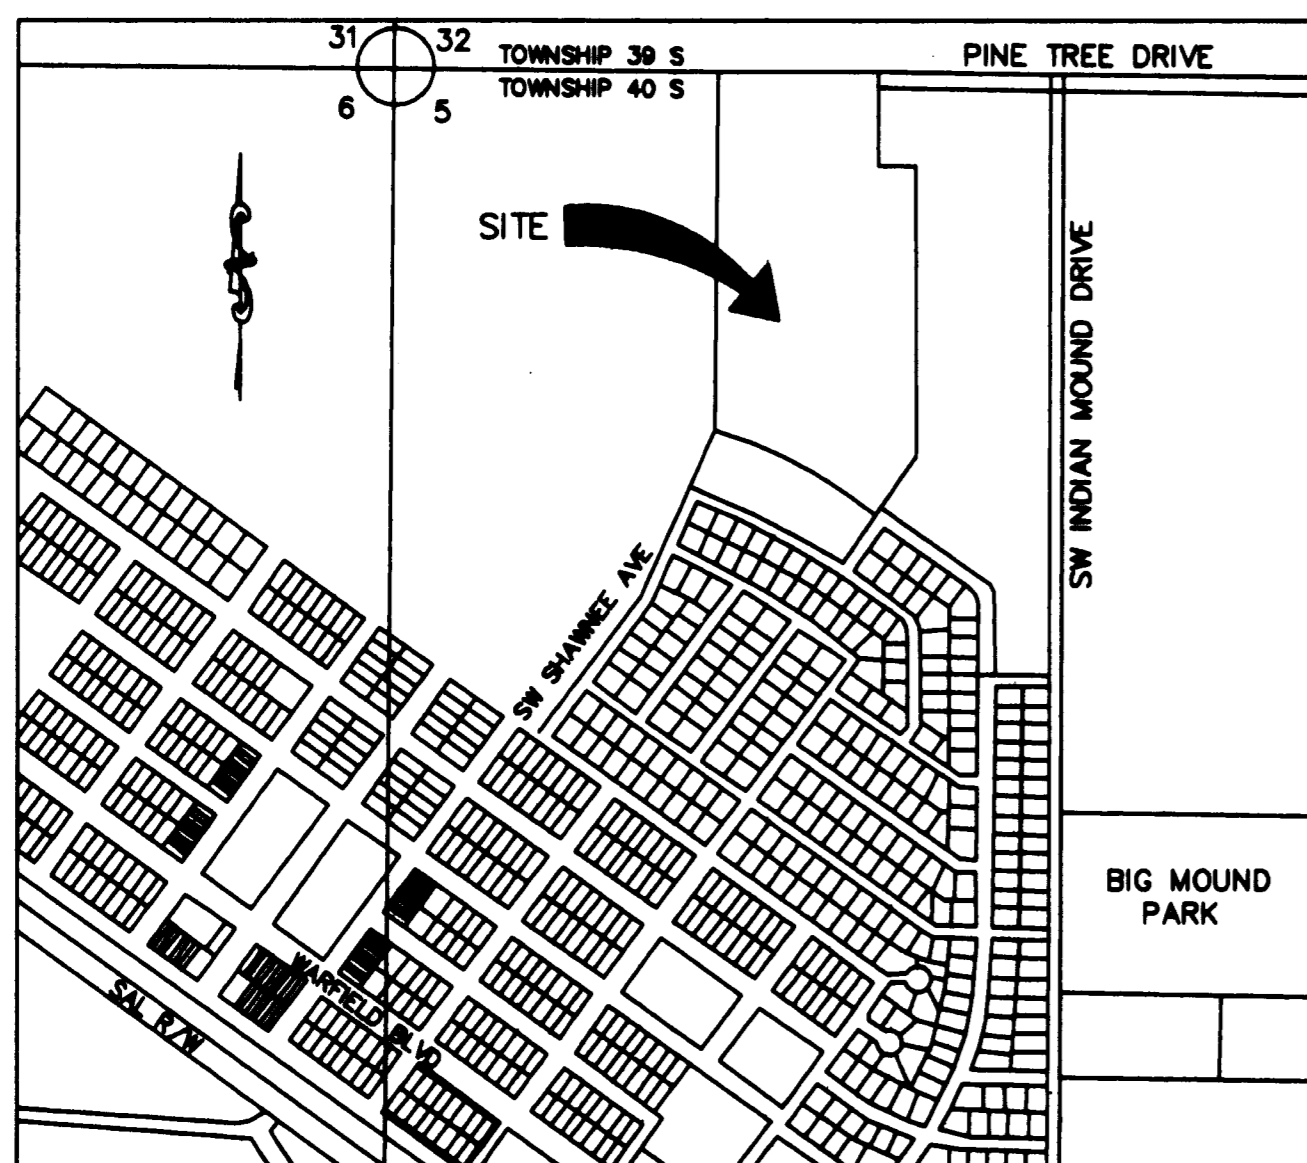 31 32
TOWNSHIP 39 S
PINE TREE DRIVE
TOWNSHIP 40 S
6 5
SITE
SW INDIAN MOUND DRIVE
SW SHAWNEE AVE
BIG MOUND
PARK
WARFIELD BLVD
SAL R/W